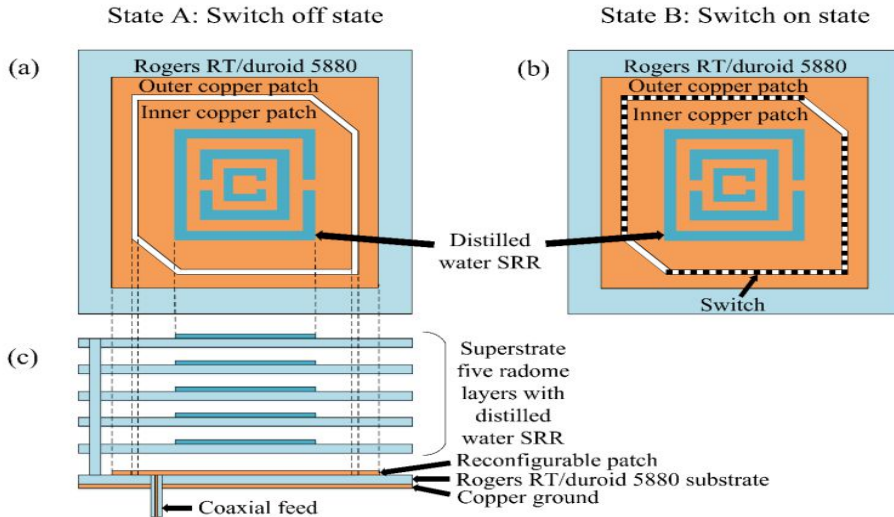 State A: Switch off state
State B: Switch on state
(a)
Rogers RT/duroid 5880
Outer copper patch
Inner copper patch
(b)
Rogers RT/duroid 5880
Outer copper patch
Inner copper patch
Distilled
water SRR
Switch
(c)
Superstrate
five radome
layers with
distilled
water SRR
Reconfigurable patch
Rogers RT/duroid 5880 substrate
Copper ground
Coaxial feed